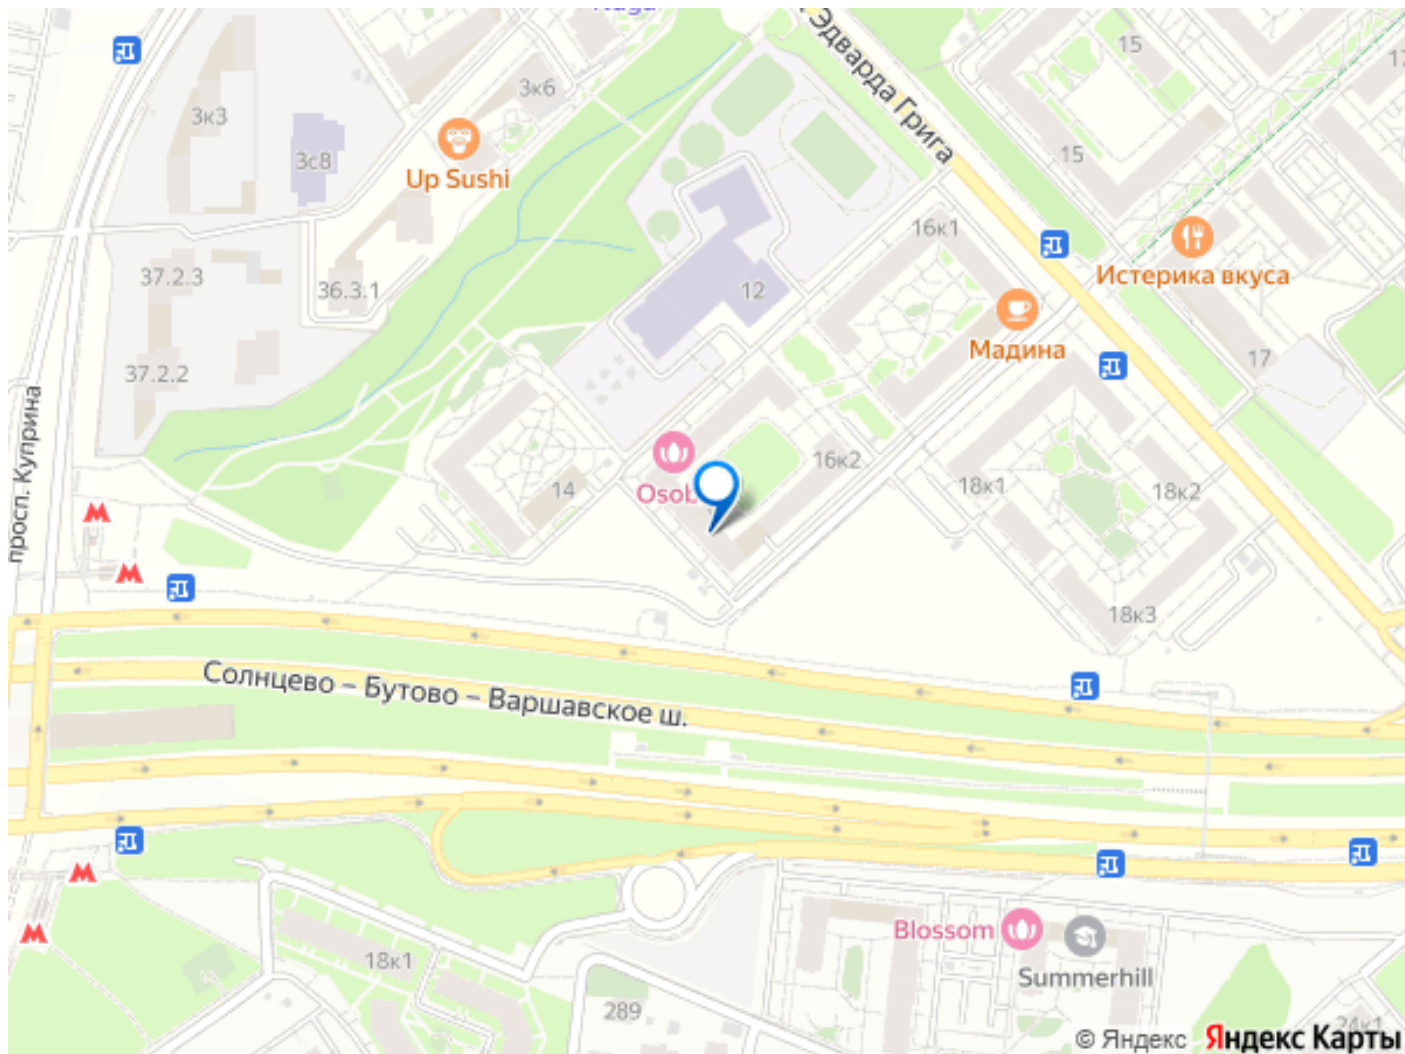 Эдварда Грига
15
3к6
3к3
3с8
Up Sushi
15
16к1
Истерика вкуса
37.2.3
36.3.1
12
Мадина
17
37.2.2
просп. Куприна
16к2
14
18к1
18к2
18к3
Солнцево – Бутово – Варшавское ш.
Blossom
18к1
Summerhill
289
24к1
© Яндекс Яндекс Карты